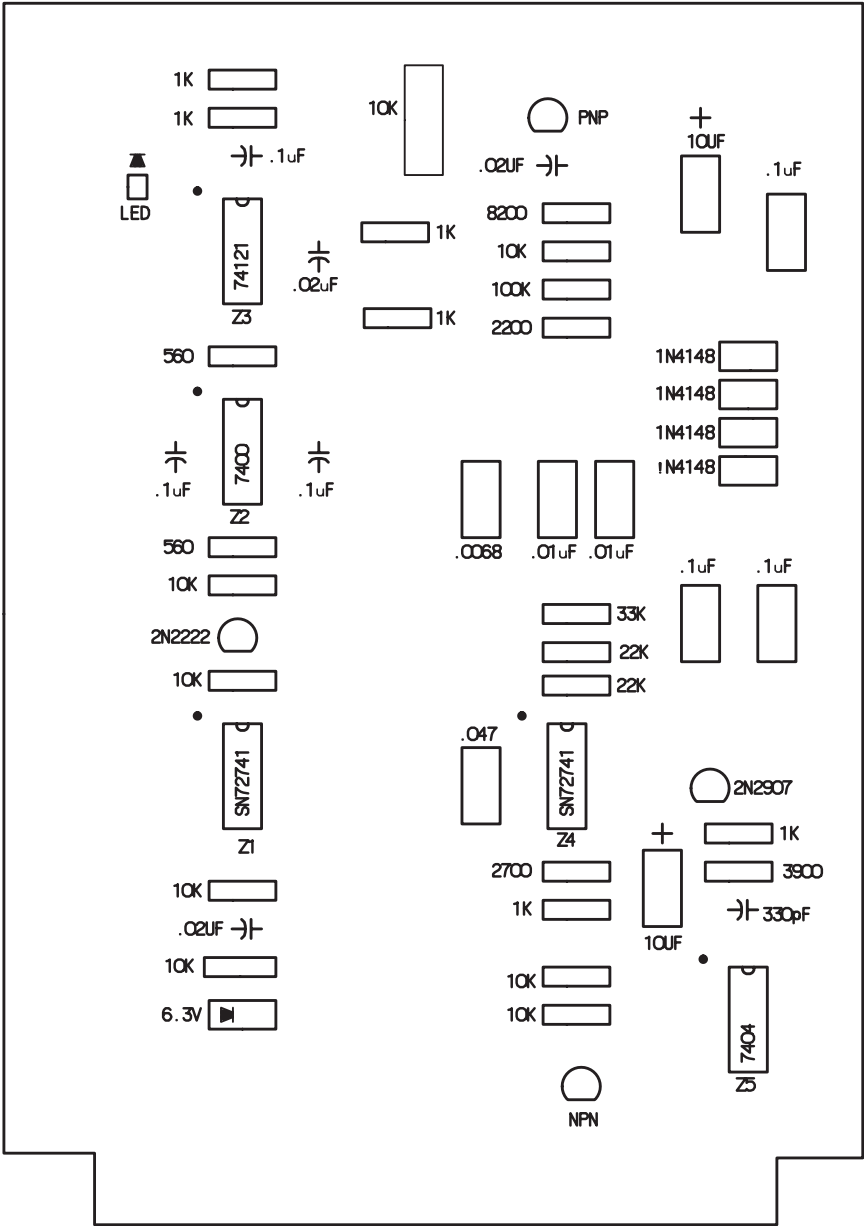 1K
1K
.1uF
LED
74121
Z3
.02uF
10K
1K
1K
PNP
.02UF
8200
10K
100K
2200
10UF
.1uF
560
7400
.1uF
.1uF
Z2
560
10K
2N2222
10K
1N4148
1N4148
1N4148
!N4148
.0068
.01uF
.01uF
.1uF
.1uF
33K
22K
22K
SN72741
Z1
.047
SN72741
Z4
2N2907
1K
3900
330pF
2700
1K
10UF
10K
.02UF
10K
6.3V
10K
10K
7404
Z5
NPN